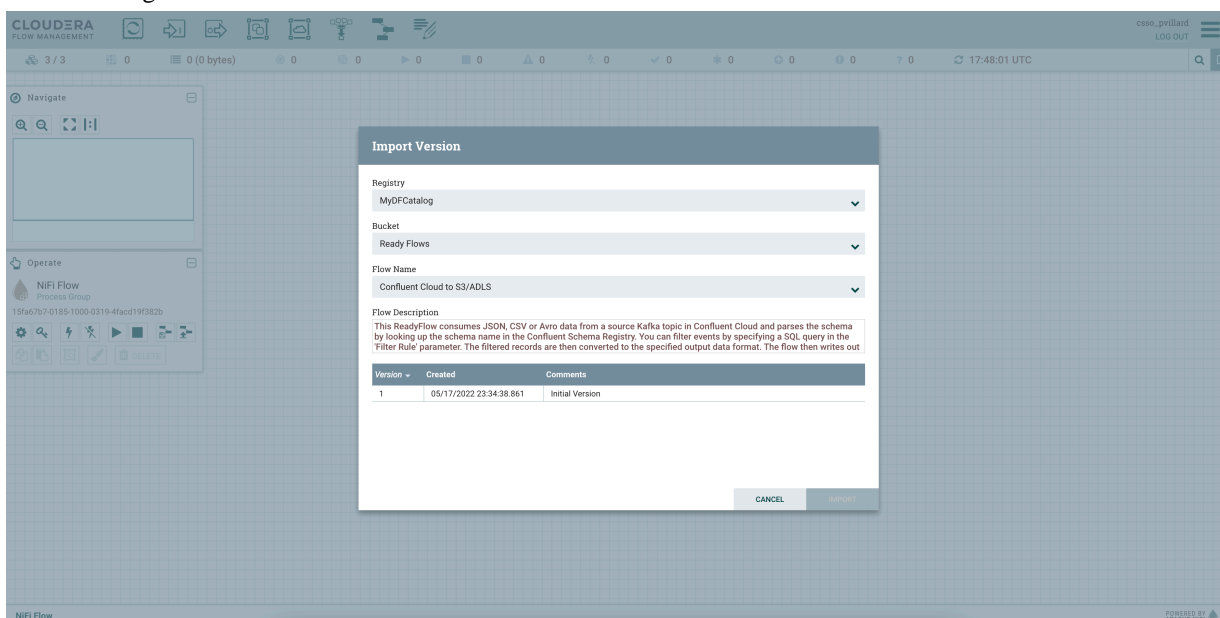 CLOUDERA
FLOW MANAGEMENT
csso_pvillard
LOG OUT
3 / 3
0
0 (0 bytes)
0
0
0
0
0
0
0
0
0
0
0
17:48:01 UTC
Navigate
Operate
NiFi Flow
Process Group
15fa67b7-0185-1000-0319-4facd19f382b
DELETE
Import Version
Registry
MyDFCatalog
Bucket
Ready Flows
Flow Name
Confluent Cloud to S3/ADLS
Flow Description
This ReadyFlow consumes JSON, CSV or Avro data from a source Kafka topic in Confluent Cloud and parses the schema
by looking up the schema name in the Confluent Schema Registry. You can filter events by specifying a SQL query in the
'Filter Rule' parameter. The filtered records are then converted to the specified output data format. The flow then writes out
Version Created Comments
1 05/17/2022 23:34:38.861 Initial Version
CANCEL IMPORT
NiFi Flow
POWERED BY